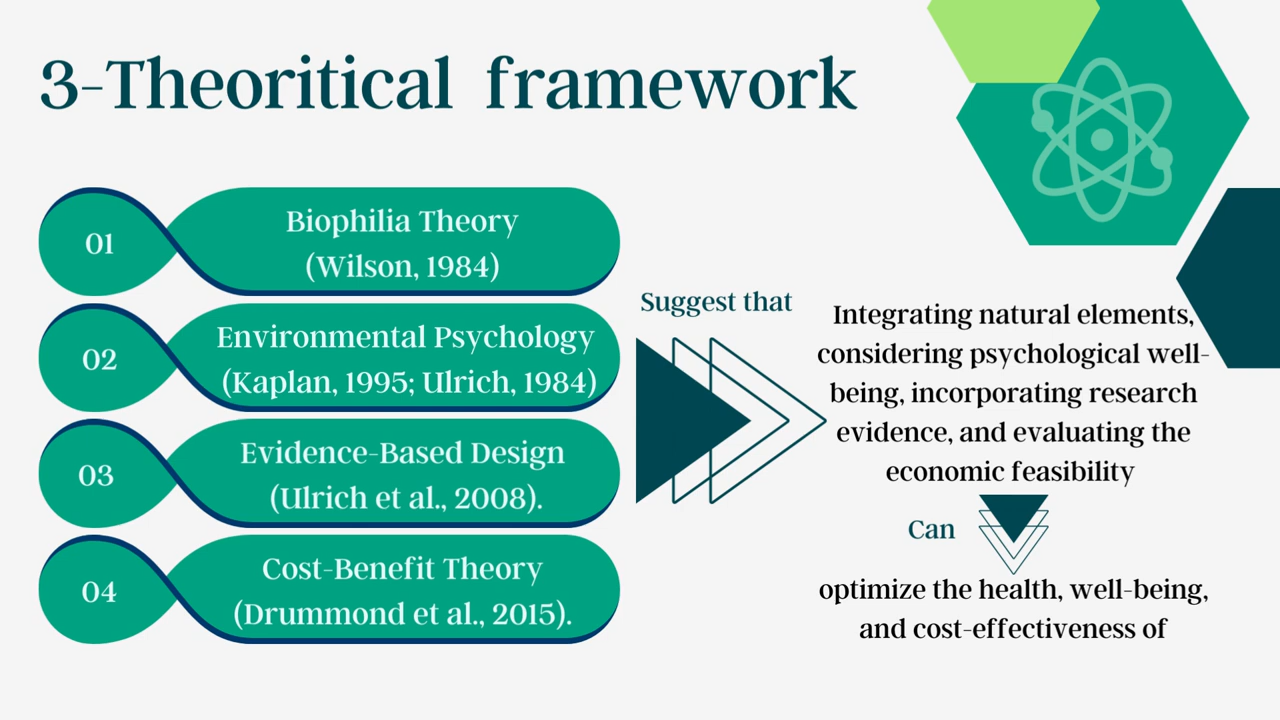 3-Theoritical framework
01
Biophilia Theory
(Wilson, 1984)
02
Environmental Psychology
(Kaplan, 1995; Ulrich, 1984)
03
Evidence-Based Design
(Ulrich et al., 2008).
04
Cost-Benefit Theory
(Drummond et al., 2015).
Suggest that
Integrating natural elements,
considering psychological well-
being, incorporating research
evidence, and evaluating the
economic feasibility
Can
optimize the health, well-being,
and cost-effectiveness of